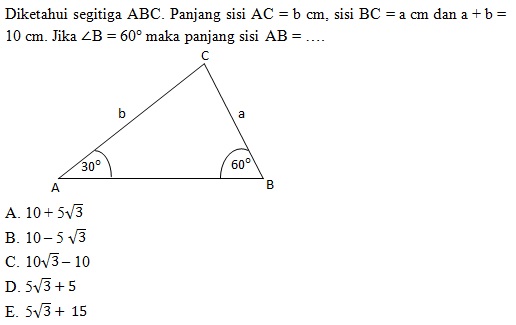 Diketahui segitiga ABC. Panjang sisi AC = b cm, sisi BC = a cm dan a + b =
10 cm. Jika ∠B = 60° maka panjang sisi AB = ....
C
b
a
30°
60°
A
B
A. 10 + 5√3
B. 10 – 5 √3
C. 10√3 – 10
D. 5√3 + 5
E. 5√3 + 15